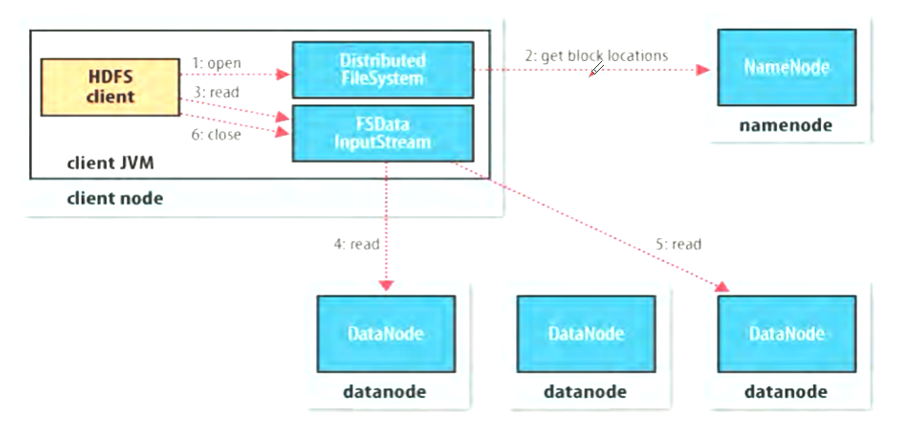 1: open
HDFS
client
Distributed
FileSystem
2: get block locations
NameNode
namenode
3: read
6: close
FSData
InputStream
client JVM
client node
4: read
5: read
DataNode
datanode
DataNode
datanode
DataNode
datanode